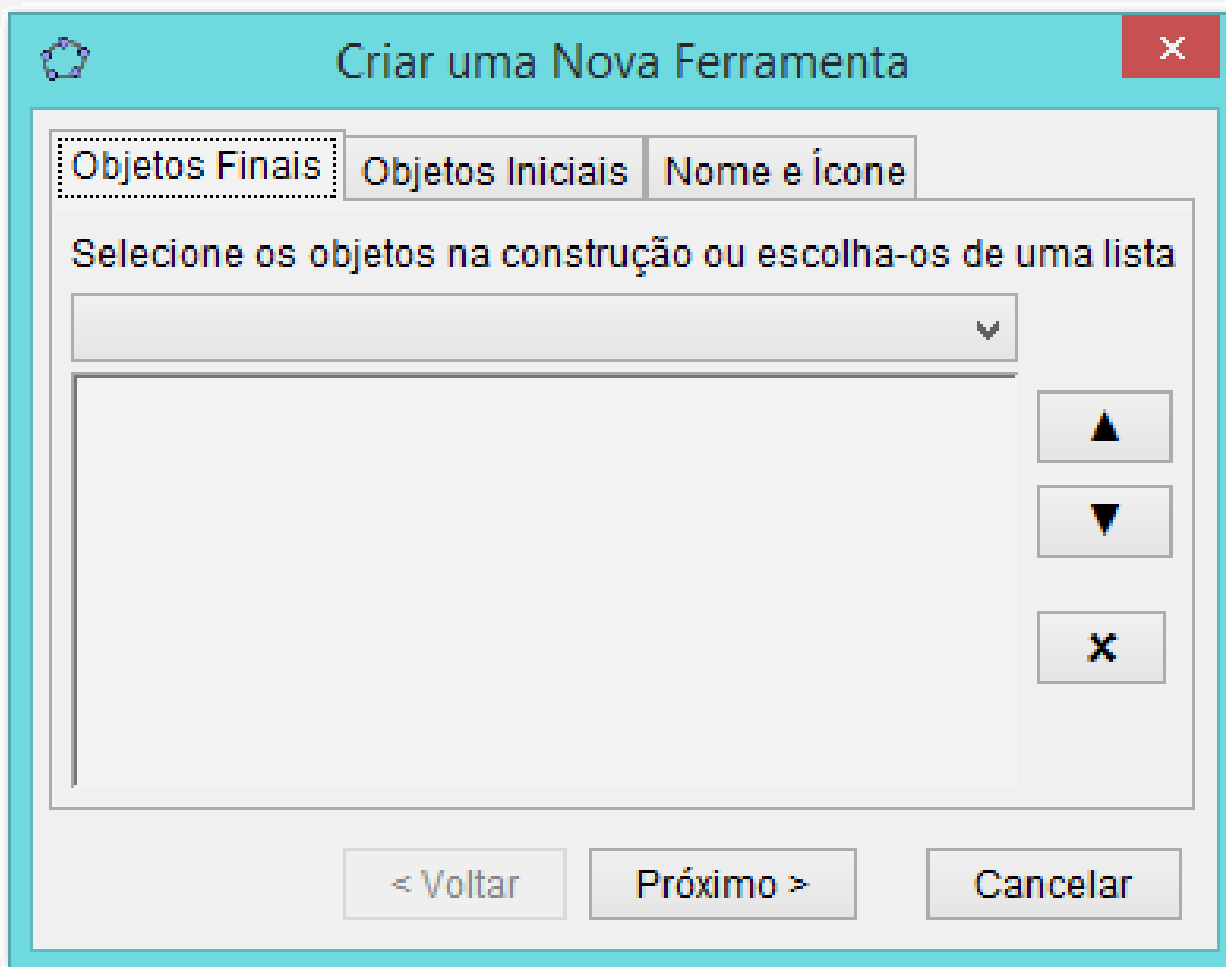 Criar uma Nova Ferramenta
Objetos Finais Objetos Iniciais Nome e Ícone
Selecione os objetos na construção ou escolha-os de uma lista
< Voltar Próximo > Cancelar